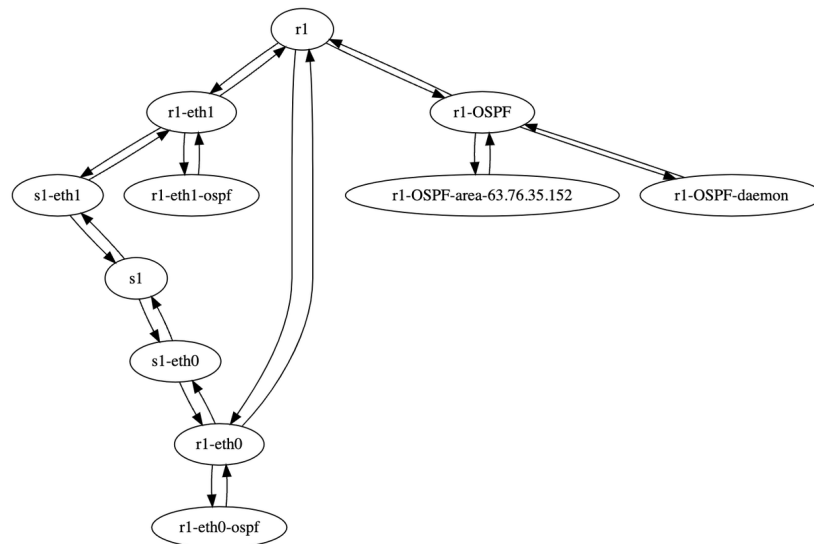 r1
r1-eth1
r1-OSPF
s1-eth1
r1-eth1-ospf
r1-OSPF-area-63.76.35.152
r1-OSPF-daemon
s1
s1-eth0
r1-eth0
r1-eth0-ospf